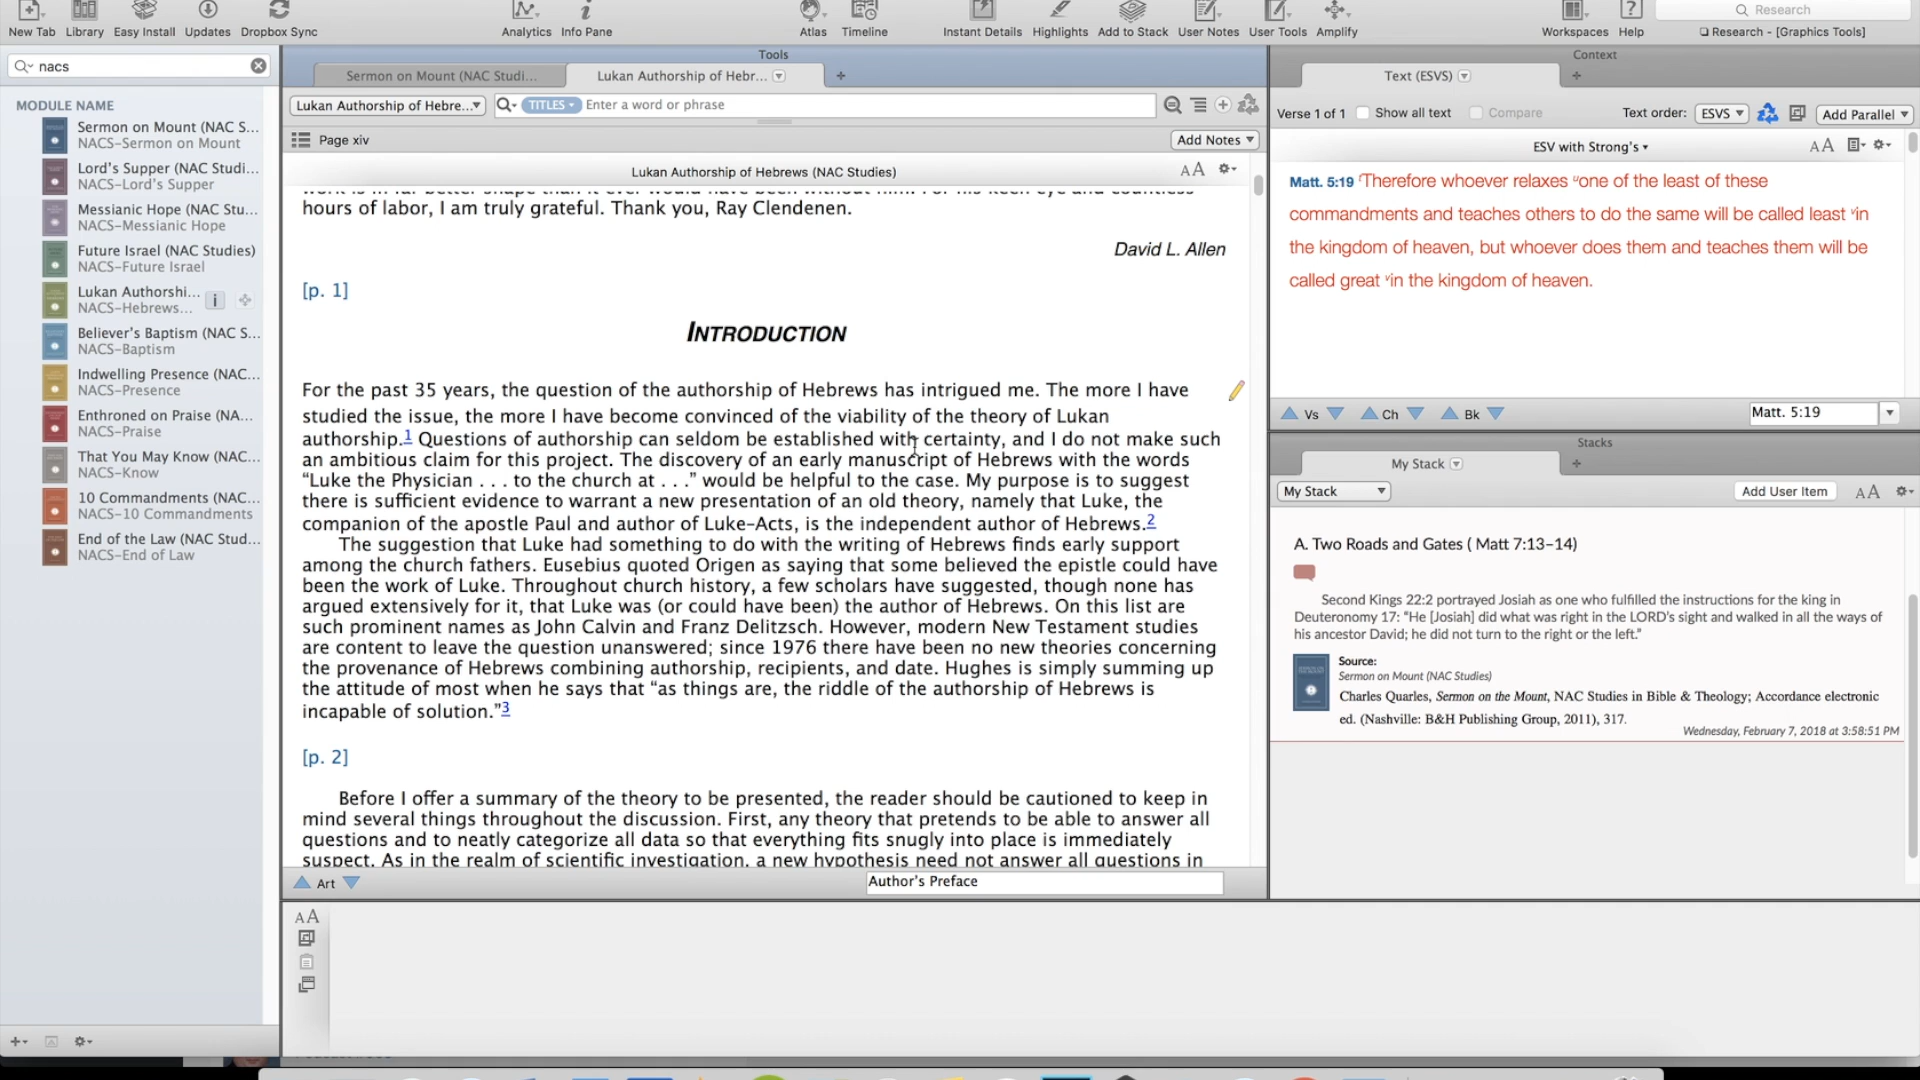 New Tab
Library
Easy Install
Updates
Dropbox Sync
Analytics
Info Pane
Atlas
Timeline
Instant Details
Highlights
Add to Stack
User Notes
User Tools
Amplify
Workspaces
Help
Research
Research - [Graphics Tools]
nacs
MODULE NAME
Sermon on Mount (NAC S...
NACS-Sermon on Mount
Lord's Supper (NAC Studi...
NACS-Lord's Supper
Messianic Hope (NAC Stu...
NACS-Messianic Hope
Future Israel (NAC Studies)
NACS-Future Israel
Lukan Authorshi...
NACS-Hebrews...
Believer's Baptism (NAC S...
NACS-Baptism
Indwelling Presence (NAC...
NACS-Presence
Enthroned on Praise (NA...
NACS-Praise
That You May Know (NAC...
NACS-Know
10 Commandments (NAC...
NACS-10 Commandments
End of the Law (NAC Stud...
NACS-End of Law
Tools
Sermon on Mount (NAC Studi...
Lukan Authorship of Hebr...
Lukan Authorship of Hebre...
TITLES
Enter a word or phrase
Page xiv
Add Notes
Lukan Authorship of Hebrews (NAC Studies)
AA
work is in far better shape than it ever would have been without him. For his keen eye and countless
hours of labor, I am truly grateful. Thank you, Ray Clendenen.
David L. Allen
[p. 1]
INTRODUCTION
For the past 35 years, the question of the authorship of Hebrews has intrigued me. The more I have
studied the issue, the more I have become convinced of the viability of the theory of Lukan
authorship.1 Questions of authorship can seldom be established with certainty, and I do not make such
an ambitious claim for this project. The discovery of an early manuscript of Hebrews with the words
“Luke the Physician . . . to the church at . . .” would be helpful to the case. My purpose is to suggest
there is sufficient evidence to warrant a new presentation of an old theory, namely that Luke, the
companion of the apostle Paul and author of Luke-Acts, is the independent author of Hebrews.2
The suggestion that Luke had something to do with the writing of Hebrews finds early support
among the church fathers. Eusebius quoted Origen as saying that some believed the epistle could have
been the work of Luke. Throughout church history, a few scholars have suggested, though none has
argued extensively for it, that Luke was (or could have been) the author of Hebrews. On this list are
such prominent names as John Calvin and Franz Delitzsch. However, modern New Testament studies
are content to leave the question unanswered; since 1976 there have been no new theories concerning
the provenance of Hebrews combining authorship, recipients, and date. Hughes is simply summing up
the attitude of most when he says that “as things are, the riddle of the authorship of Hebrews is
incapable of solution.”3
[p. 2]
Before I offer a summary of the theory to be presented, the reader should be cautioned to keep in
mind several things throughout the discussion. First, any theory that pretends to be able to answer all
questions and to neatly categorize all data so that everything fits snugly into place is immediately
suspect. As in the realm of scientific investigation, a new hypothesis need not answer all questions in
Art
Author's Preface
AA
Context
Text (ESVS)
Verse 1 of 1
Show all text
Compare
Text order:
ESVS
Add Parallel
ESV with Strong's
AA
Matt. 5:19 rTherefore whoever relaxes uone of the least of these
commandments and teaches others to do the same will be called least vin
the kingdom of heaven, but whoever does them and teaches them will be
called great vin the kingdom of heaven.
Vs
Ch
Bk
Matt. 5:19
Stacks
My Stack
My Stack
Add User Item
AA
A. Two Roads and Gates ( Matt 7:13–14)
Second Kings 22:2 portrayed Josiah as one who fulfilled the instructions for the king in
Deuteronomy 17: “He [Josiah] did what was right in the LORD's sight and walked in all the ways of
his ancestor David; he did not turn to the right or the left.”
Source:
Sermon on Mount (NAC Studies)
Charles Quarles, Sermon on the Mount, NAC Studies in Bible & Theology; Accordance electronic
ed. (Nashville: B&H Publishing Group, 2011), 317.
Wednesday, February 7, 2018 at 3:58:51 PM